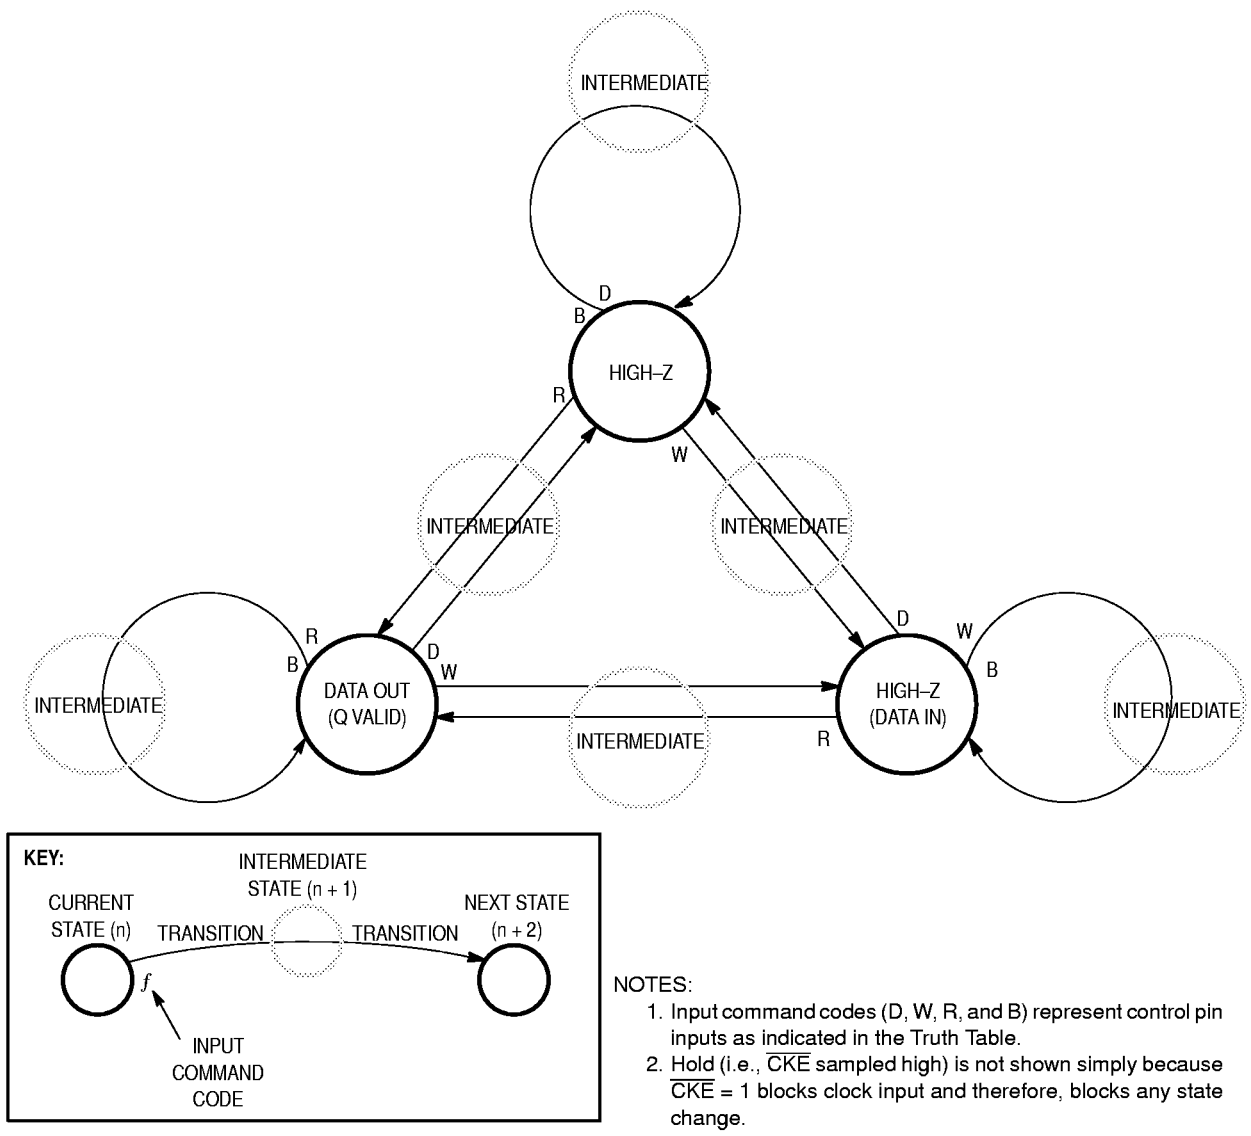 INTERMEDIATE
D
B
HIGH–Z
R
W
INTERMEDIATE
INTERMEDIATE
R
B
D
W
D
W
B
INTERMEDIATE
DATA OUT
(Q VALID)
HIGH–Z
(DATA IN)
INTERMEDIATE
R
INTERMEDIATE
KEY:
INTERMEDIATE
STATE (n + 1)
CURRENT
STATE (n)
NEXT STATE
(n + 2)
TRANSITION
TRANSITION
f
INPUT
COMMAND
CODE
NOTES:
1. Input command codes (D, W, R, and B) represent control pin
inputs as indicated in the Truth Table.
2. Hold (i.e., C̅K̅E̅ sampled high) is not shown simply because
C̅K̅E̅ = 1 blocks clock input and therefore, blocks any state
change.